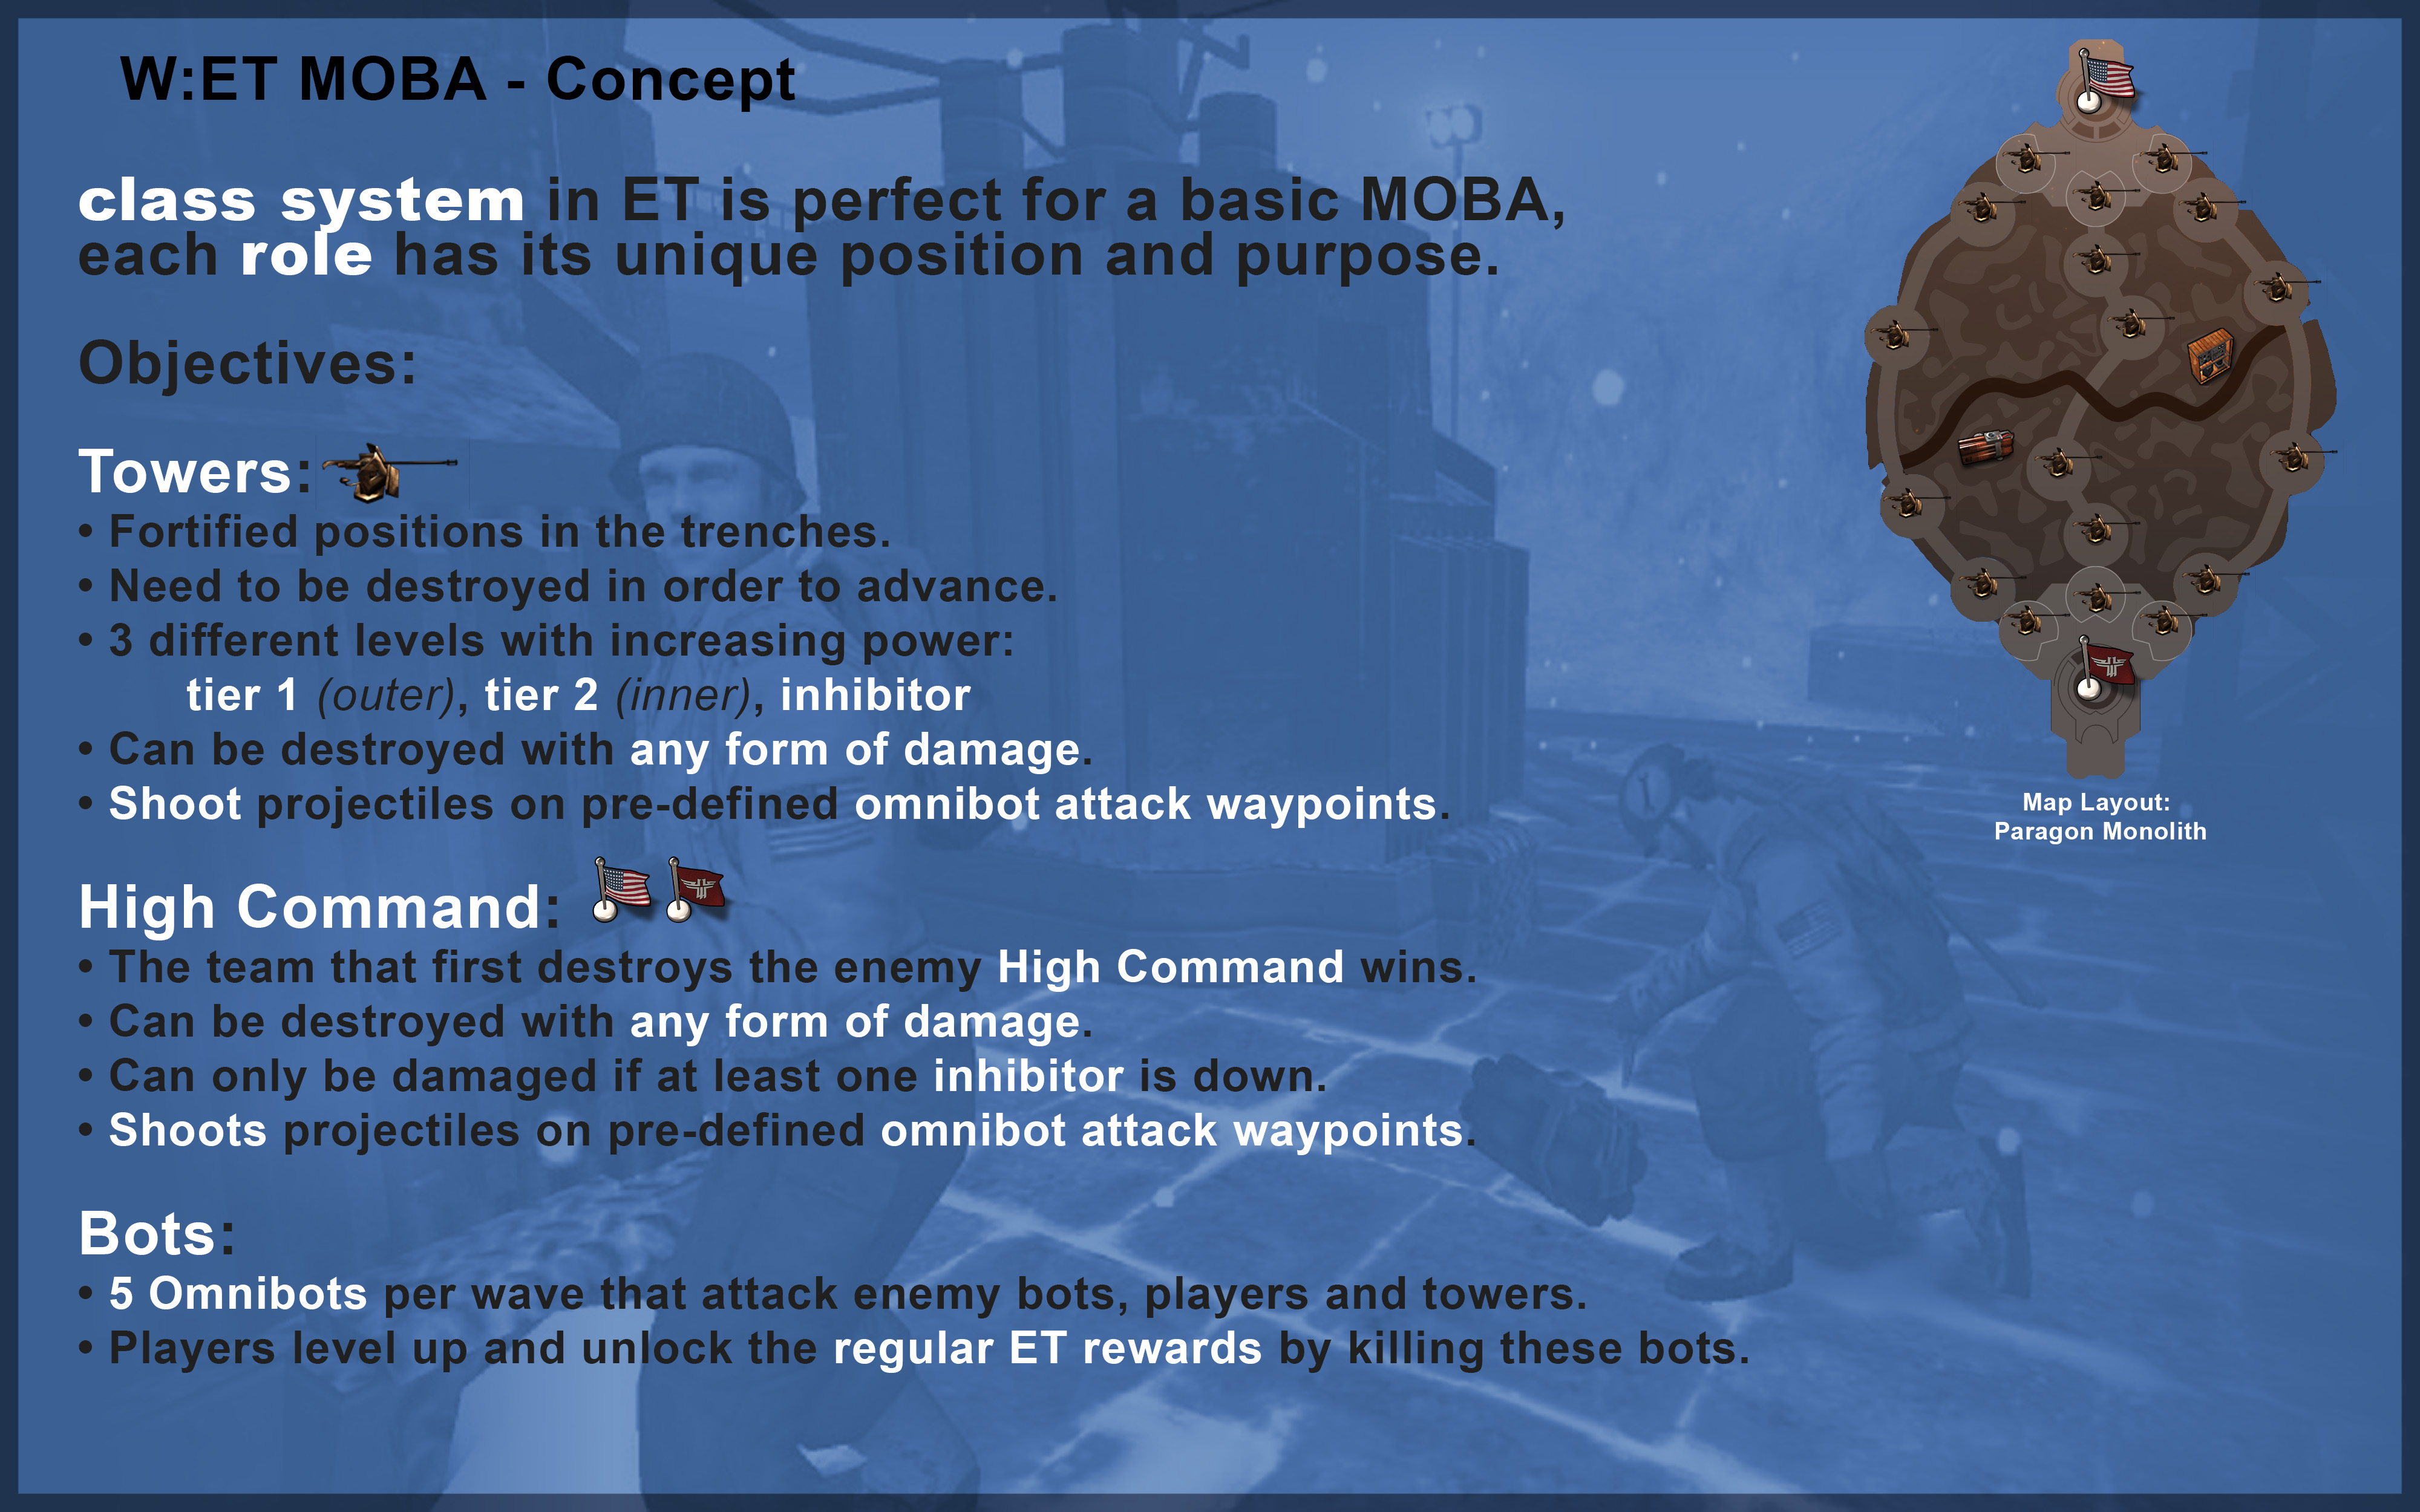 W:ET MOBA - Concept
class system in ET is perfect for a basic MOBA,
each role has its unique position and purpose.
Objectives:
Towers:
• Fortified positions in the trenches.
• Need to be destroyed in order to advance.
• 3 different levels with increasing power:
tier 1 (outer), tier 2 (inner), inhibitor
• Can be destroyed with any form of damage.
• Shoot projectiles on pre-defined omnibot attack waypoints.
High Command:
• The team that first destroys the enemy High Command wins.
• Can be destroyed with any form of damage.
• Can only be damaged if at least one inhibitor is down.
• Shoots projectiles on pre-defined omnibot attack waypoints.
Bots:
• 5 Omnibots per wave that attack enemy bots, players and towers.
• Players level up and unlock the regular ET rewards by killing these bots.
Map Layout:
Paragon Monolith